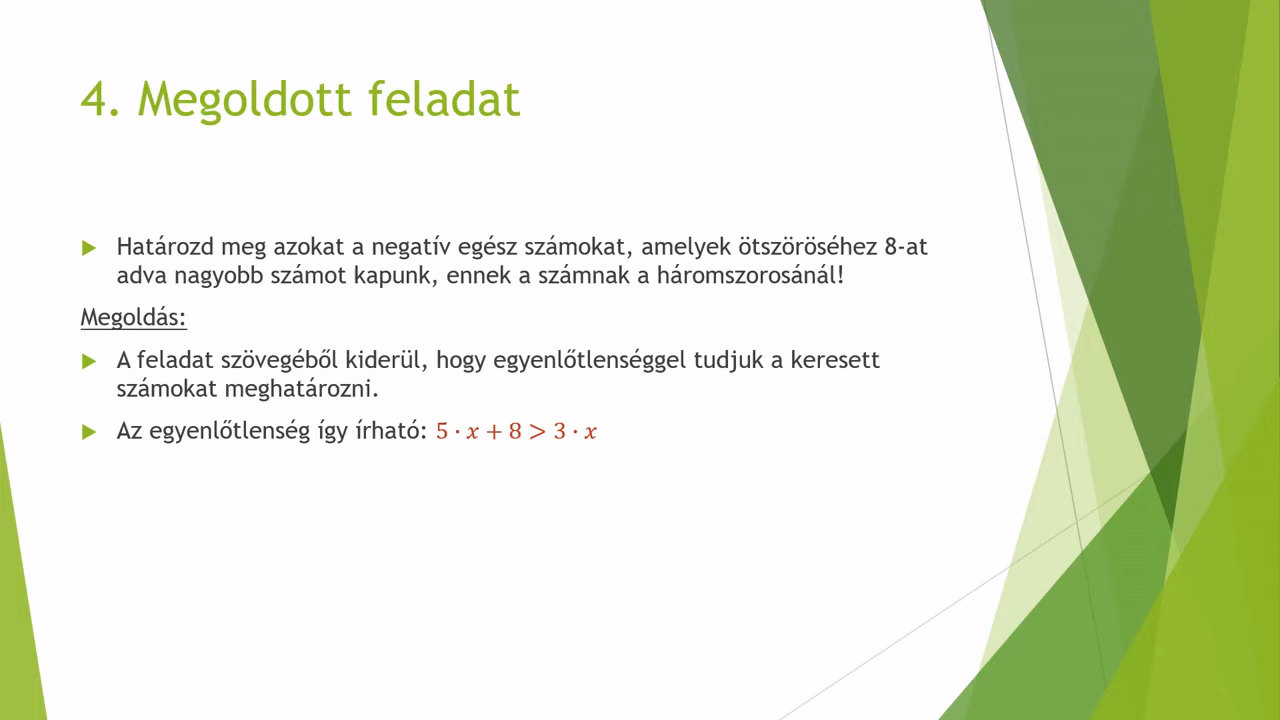 4. Megoldott feladat
Határozd meg azokat a negatív egész számokat, amelyek ötszöröséhez 8-at
adva nagyobb számot kapunk, ennek a számnak a háromszorosánál!
Megoldás:
A feladat szövegéből kiderül, hogy egyenlőtlenséggel tudjuk a keresett
számokat meghatározni.
Az egyenlőtlenség így írható: 5 · x + 8 > 3 · x